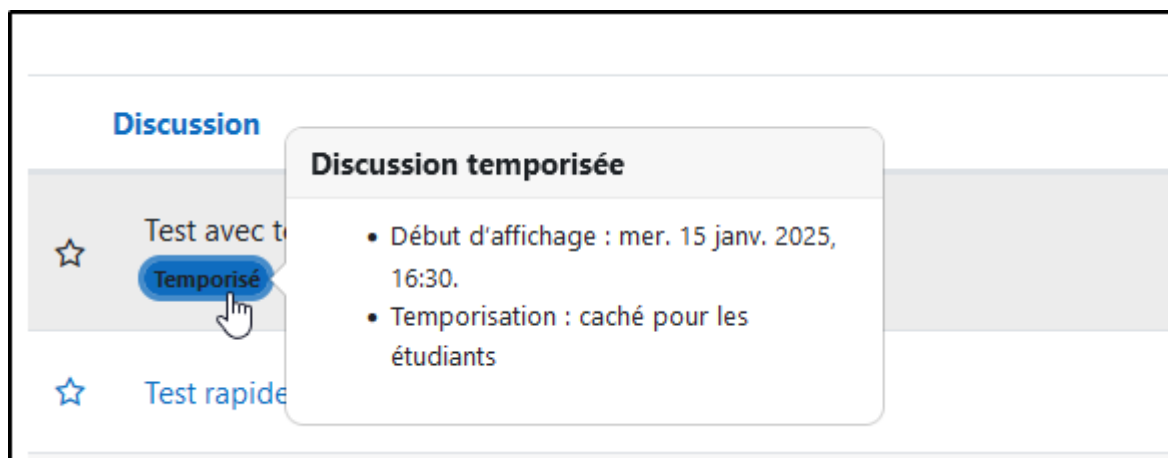 Discussion
Discussion temporisée
Test avec
Temporisé
• Début d'affichage : mer. 15 janv. 2025,
16:30.
• Temporisation : caché pour les
étudiants
Test rapide